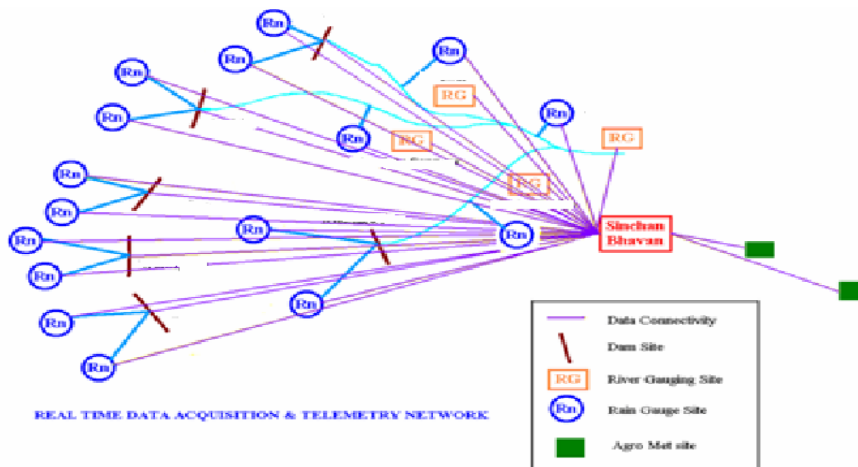 Rn
Rn
Rn
Rn
Rn
RG
Rn
Rn
RG
Rn
RG
Rn
RG
Rn
Rn
Rn
Rn
Rn
Sinchan
Bhavan
Rn
Rn
Rn
Data Connectivity
Dam Site
RG River Gauging Site
Rn Rain Gauge Site
Agro Met site
REAL TIME DATA ACQUISITION & TELEMETRY NETWORK